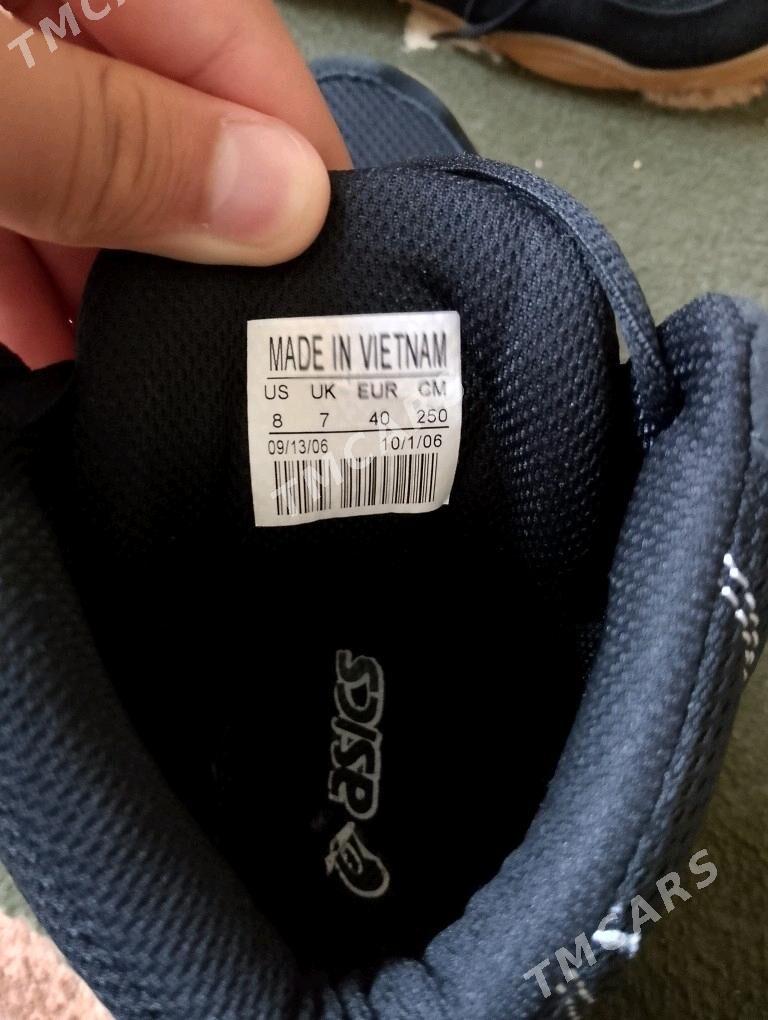 TMCARS
MADE IN VIETNAM
US UK EUR CM
8 7 40 250
09/13/06 10/1/06
TMCARS
asics
TMCARS